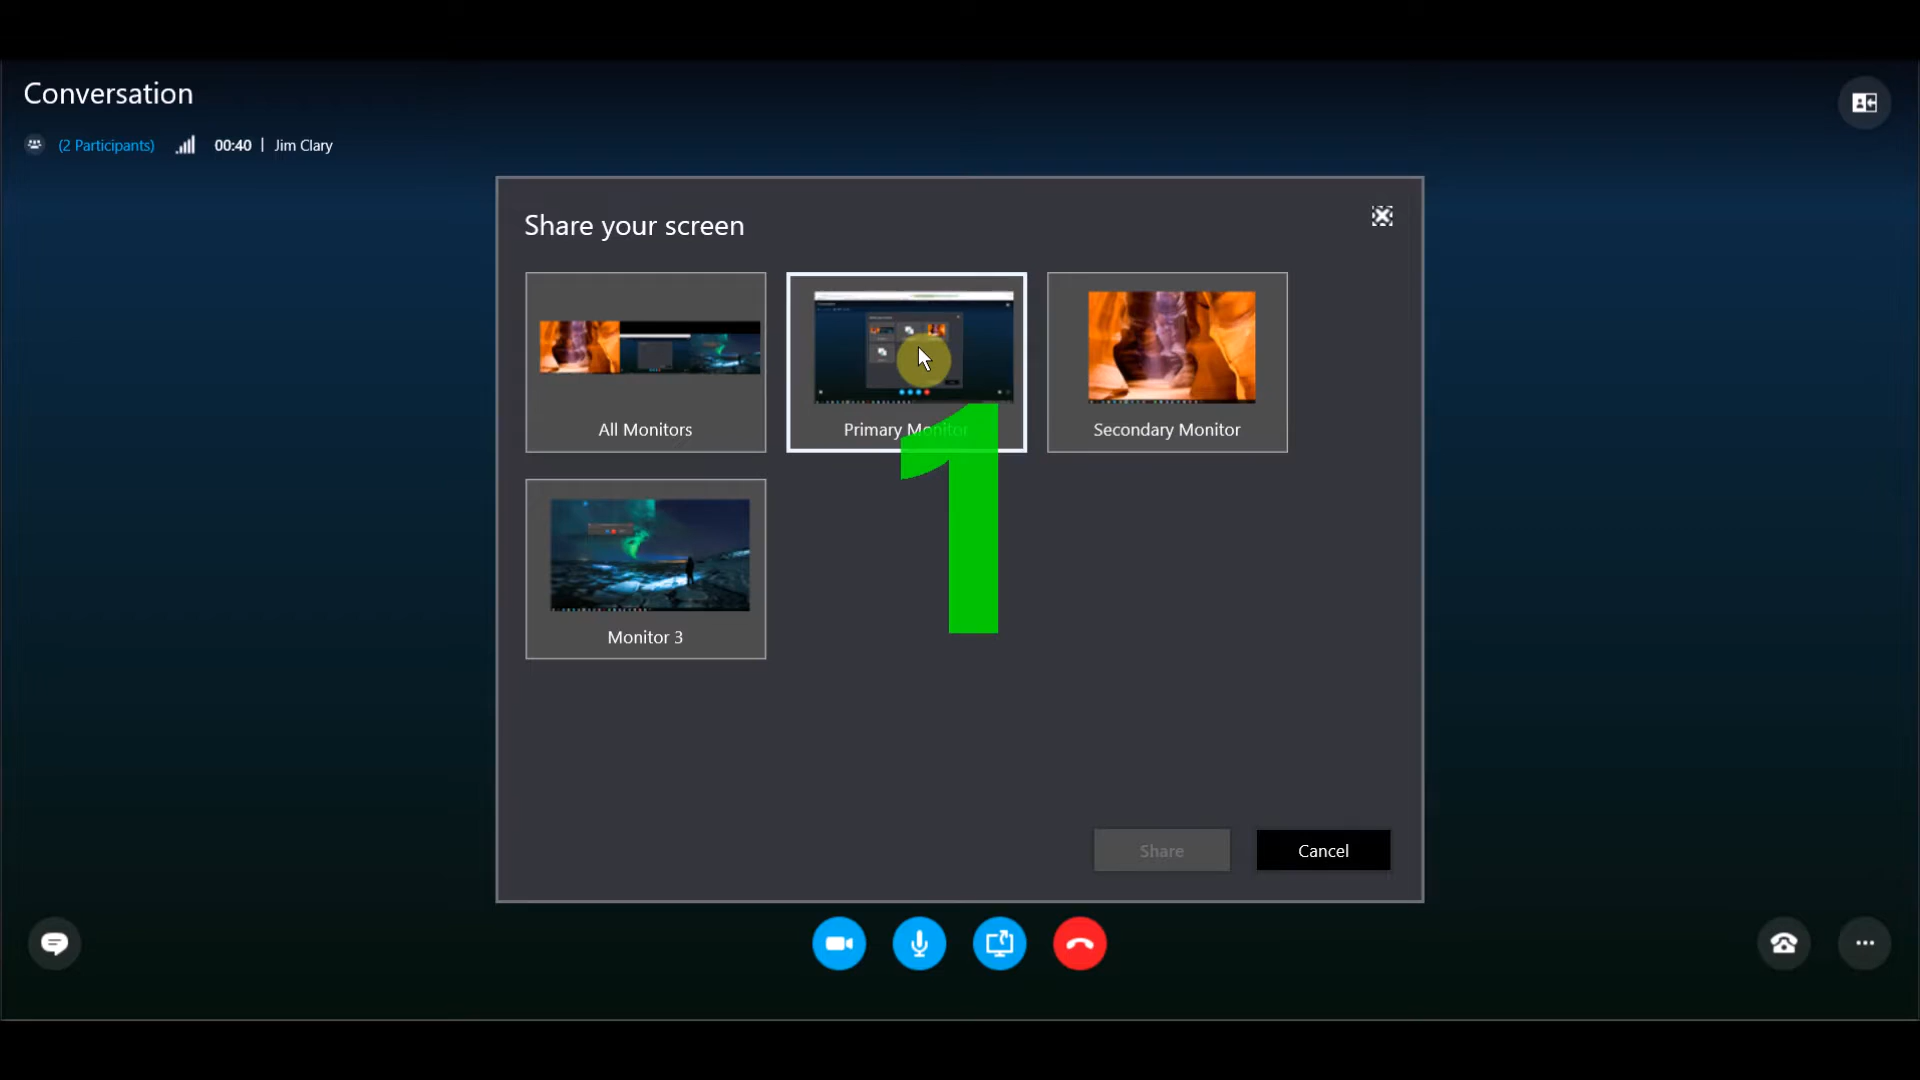 Conversation
(2 Participants) 00:40 | Jim Clary
Share your screen
All Monitors
Primary Monitor
Secondary Monitor
1
Monitor 3
Share
Cancel